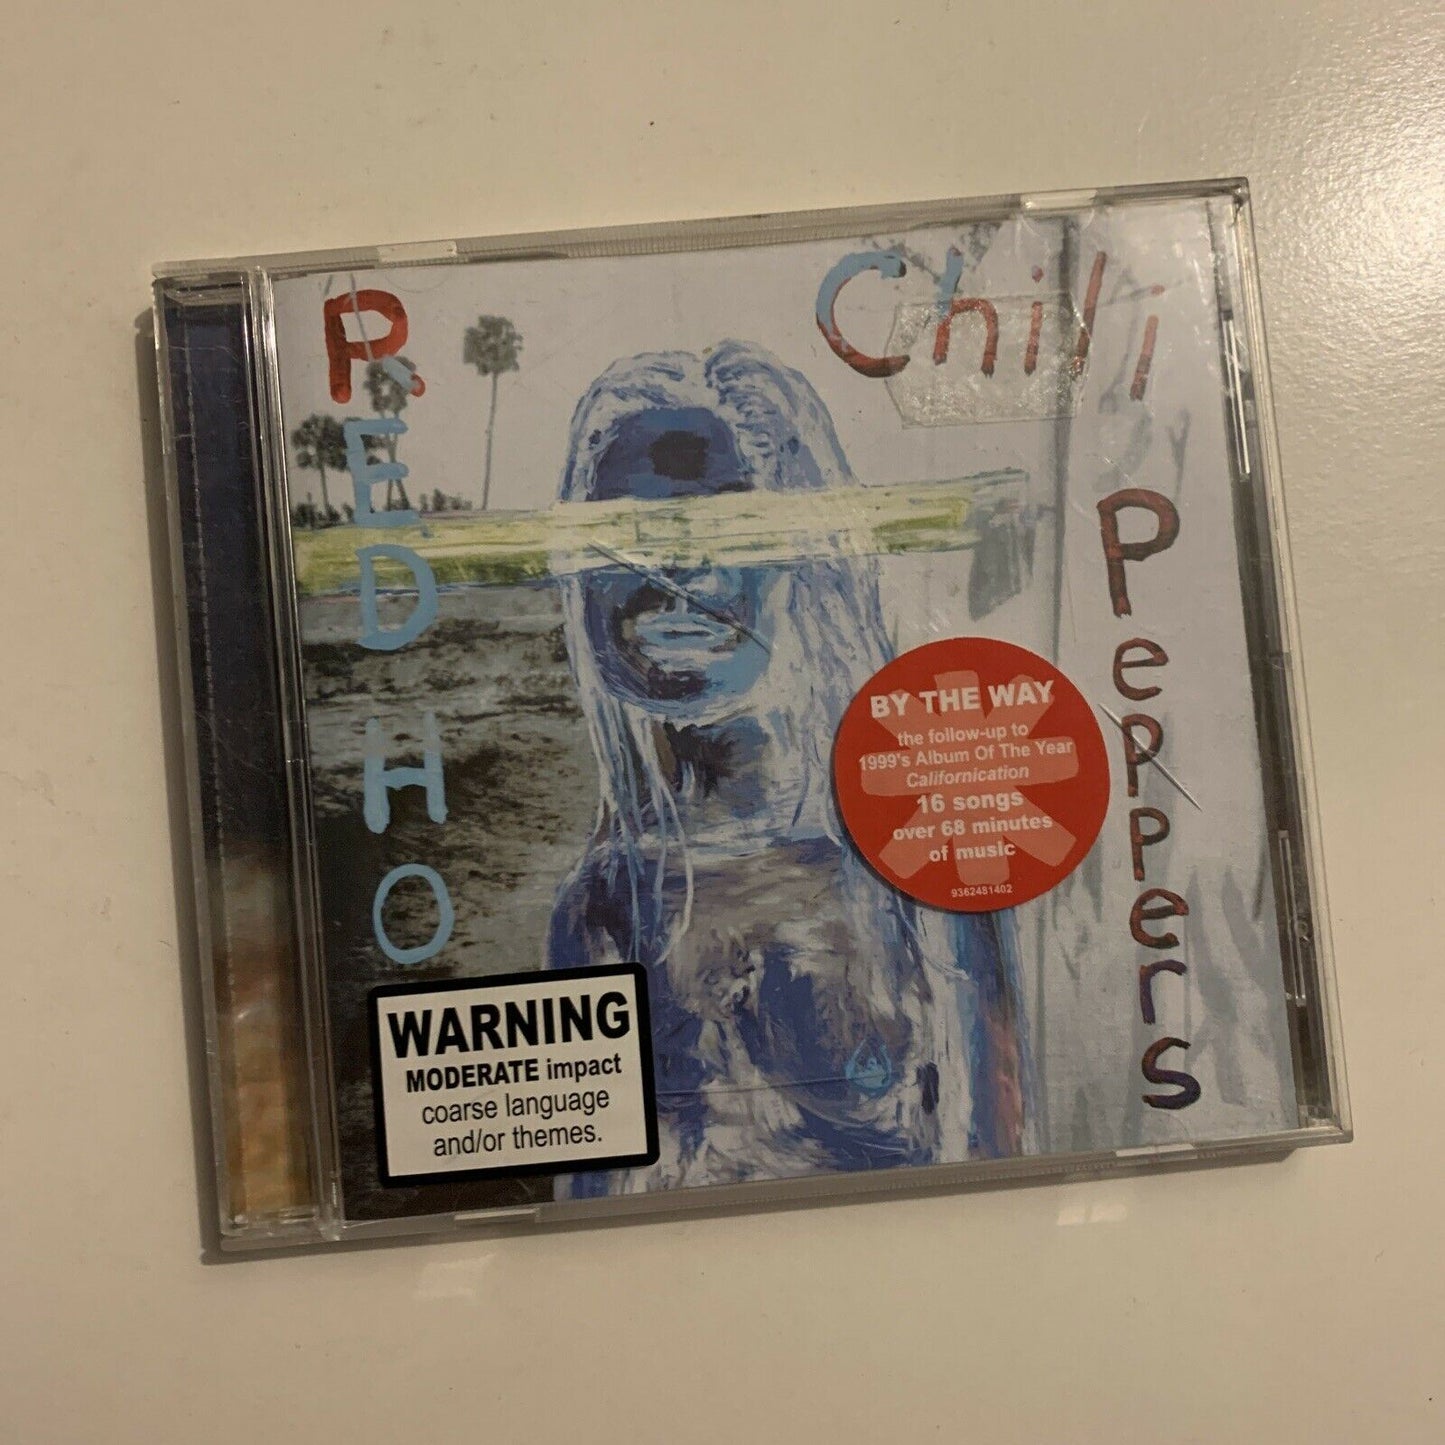 RED HO
Chili
Peppers
BY THE WAY
the follow-up to
1999's Album Of The Year
Californication
16 songs
over 68 minutes
of music
9362481402
WARNING
MODERATE impact
coarse language
and/or themes.